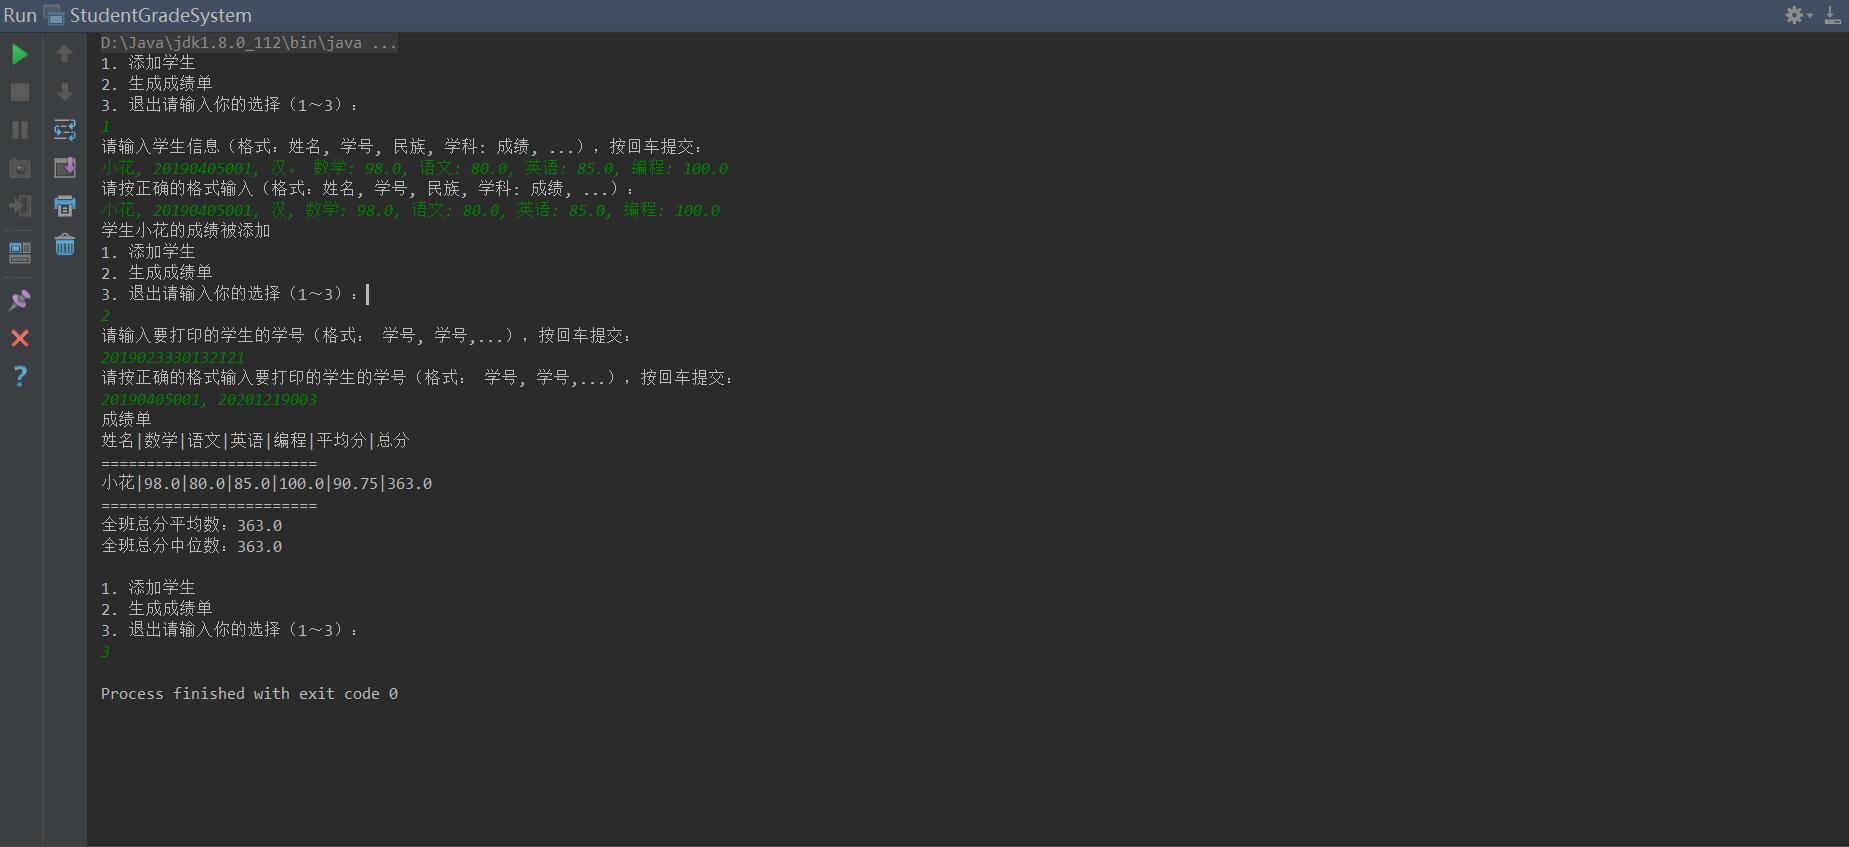 Run StudentGradeSystem
D:\Java\jdk1.8.0_112\bin\java ...
1. 添加学生
2. 生成成绩单
3. 退出请输入你的选择（1～3）：
1
请输入学生信息（格式：姓名, 学号, 民族, 学科: 成绩, ...），按回车提交：
小花, 20190405001, 汉。 数学: 98.0, 语文: 80.0, 英语: 85.0, 编程: 100.0
请按正确的格式输入（格式：姓名, 学号, 民族, 学科: 成绩, ...）：
小花, 20190405001, 汉, 数学: 98.0, 语文: 80.0, 英语: 85.0, 编程: 100.0
学生小花的成绩被添加
1. 添加学生
2. 生成成绩单
3. 退出请输入你的选择（1～3）：
2
请输入要打印的学生的学号（格式： 学号, 学号,...），按回车提交：
2019023330132121
请按正确的格式输入要打印的学生的学号（格式： 学号, 学号,...），按回车提交：
20190405001, 20201219003
成绩单
姓名|数学|语文|英语|编程|平均分|总分
========================
小花|98.0|80.0|85.0|100.0|90.75|363.0
========================
全班总分平均数：363.0
全班总分中位数：363.0
1. 添加学生
2. 生成成绩单
3. 退出请输入你的选择（1～3）：
3
Process finished with exit code 0